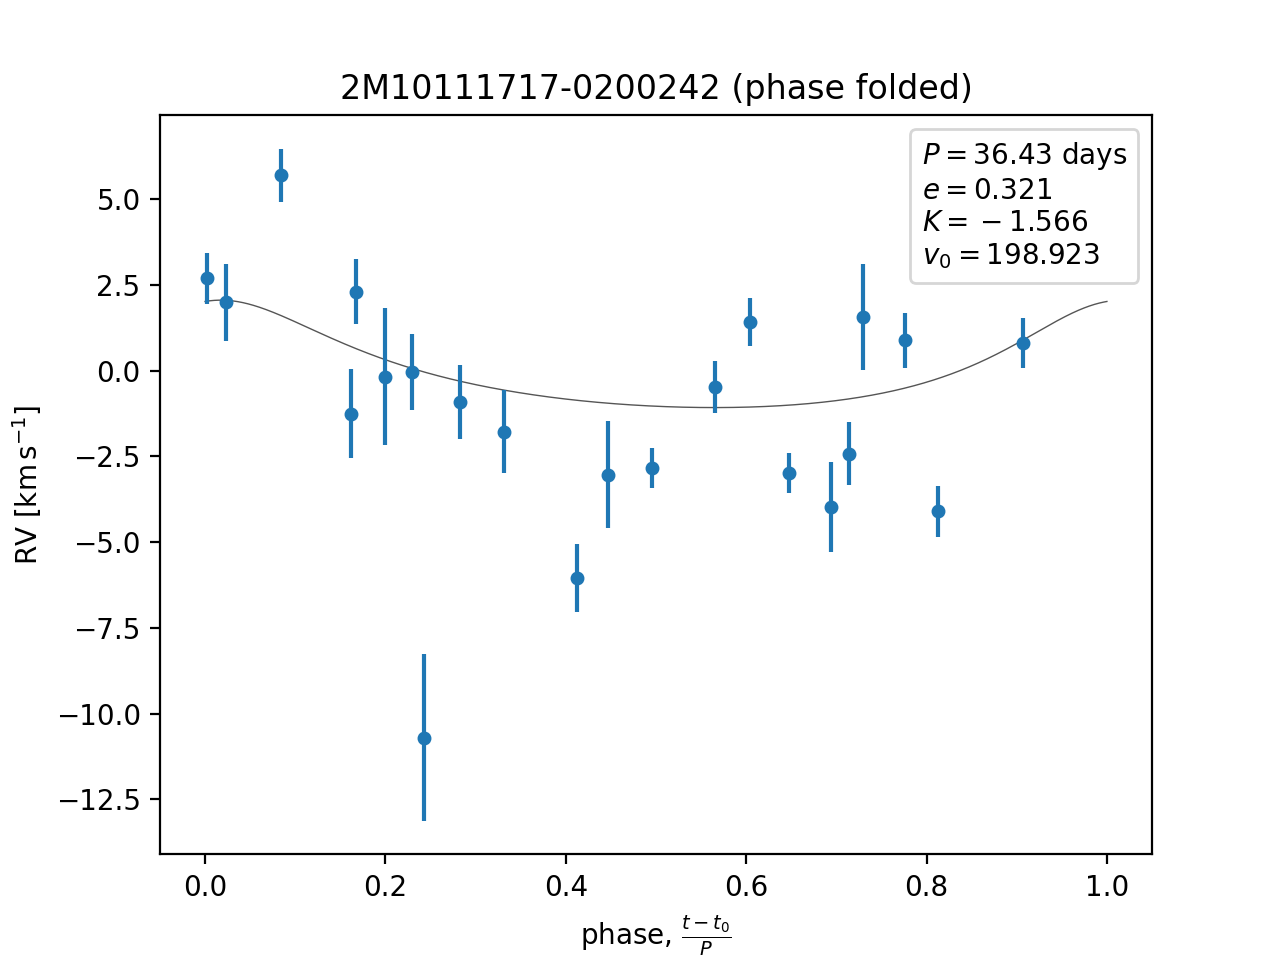 2M10111717-0200242 (phase folded)
P = 36.43 days
e = 0.321
K = −1.566
v₀ = 198.923
5.0
2.5
0.0
−2.5
−5.0
−7.5
−10.0
−12.5
RV [km s⁻¹]
0.0 0.2 0.4 0.6 0.8 1.0
phase, (t − t₀)/P